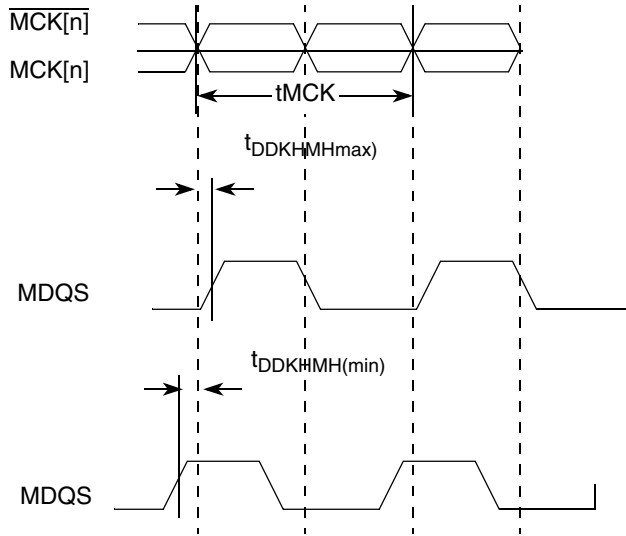 MCK[n]
MCK[n]
tMCK
tDDKHMHmax)
MDQS
tDDKHMH(min)
MDQS